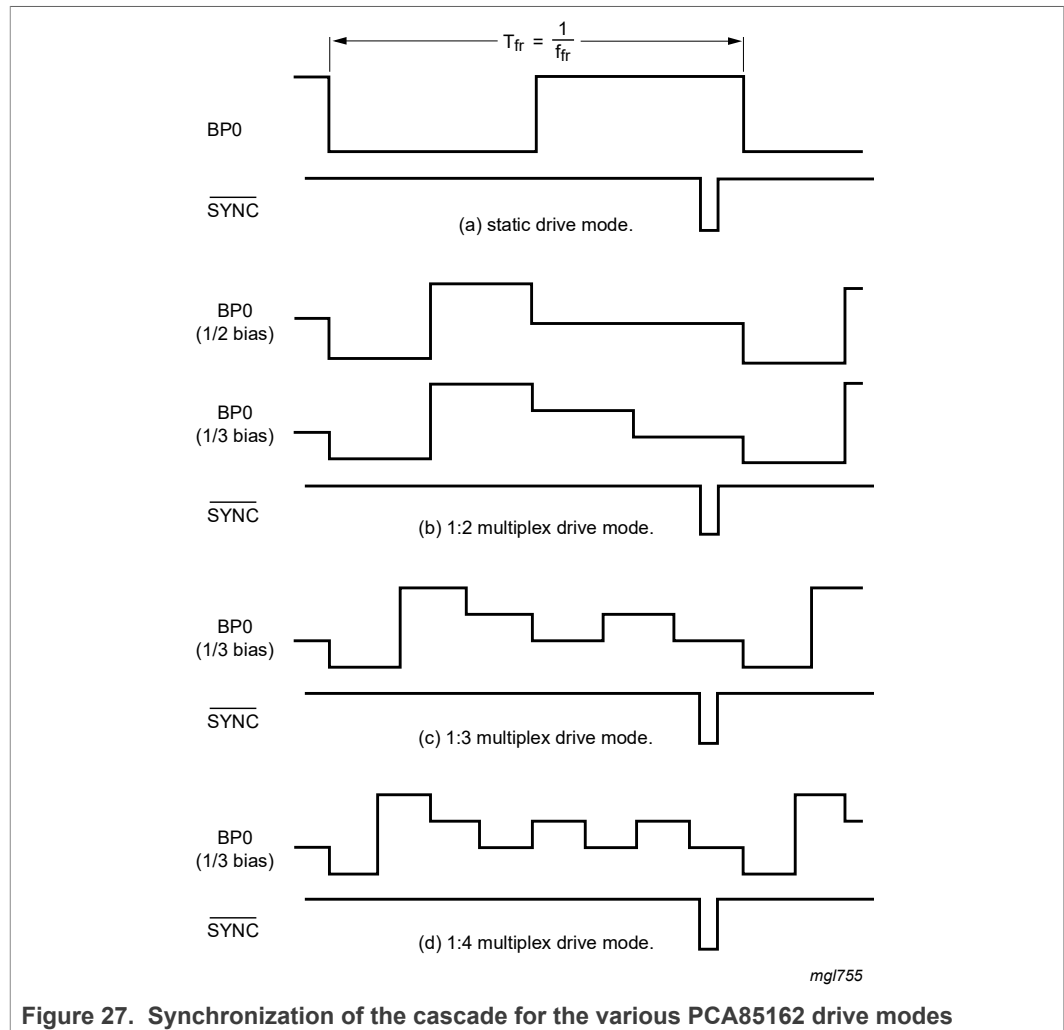 Tfr = 1/ffr
BP0
SYNC
(a) static drive mode.
BP0
(1/2 bias)
BP0
(1/3 bias)
SYNC
(b) 1:2 multiplex drive mode.
BP0
(1/3 bias)
SYNC
(c) 1:3 multiplex drive mode.
BP0
(1/3 bias)
SYNC
(d) 1:4 multiplex drive mode.
mgl755
Figure 27. Synchronization of the cascade for the various PCA85162 drive modes